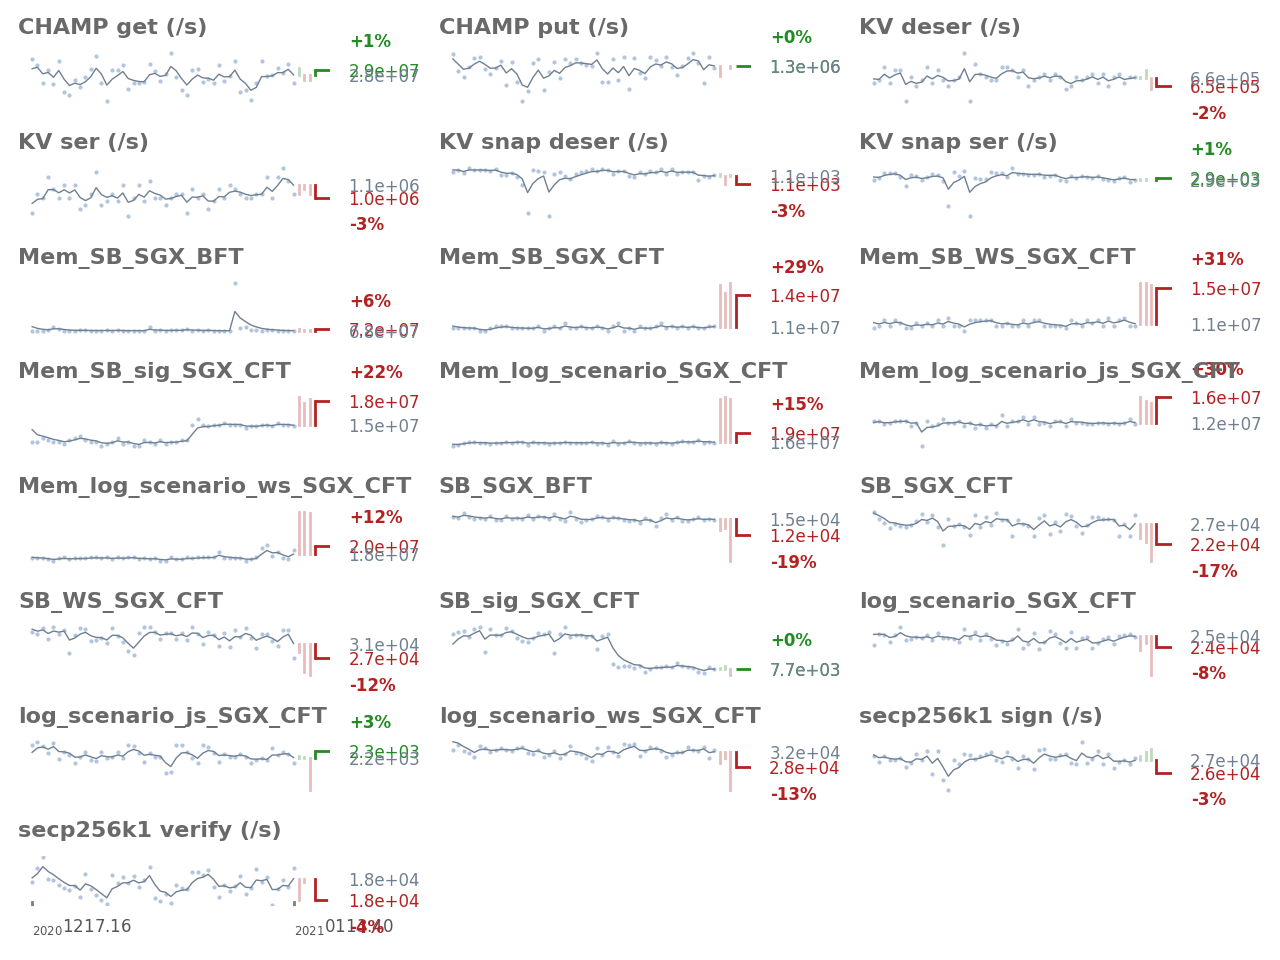 CHAMP get (/s)
+1%
2.9e+07
2.8e+07
CHAMP put (/s)
+0%
1.3e+06
KV deser (/s)
6.6e+05
6.5e+05
-2%
KV ser (/s)
1.1e+06
1.0e+06
-3%
KV snap deser (/s)
1.1e+03
1.1e+03
-3%
KV snap ser (/s)
+1%
2.9e+03
2.9e+03
Mem_SB_SGX_BFT
+6%
7.2e+07
6.8e+07
Mem_SB_SGX_CFT
+29%
1.4e+07
1.1e+07
Mem_SB_WS_SGX_CFT
+31%
1.5e+07
1.1e+07
Mem_SB_sig_SGX_CFT
+22%
1.8e+07
1.5e+07
Mem_log_scenario_SGX_CFT
+15%
1.9e+07
1.6e+07
Mem_log_scenario_js_SGX_CFT
+30%
1.6e+07
1.2e+07
Mem_log_scenario_ws_SGX_CFT
+12%
2.0e+07
1.8e+07
SB_SGX_BFT
1.5e+04
1.2e+04
-19%
SB_SGX_CFT
2.7e+04
2.2e+04
-17%
SB_WS_SGX_CFT
3.1e+04
2.7e+04
-12%
SB_sig_SGX_CFT
+0%
7.7e+03
log_scenario_SGX_CFT
2.5e+04
2.4e+04
-8%
log_scenario_js_SGX_CFT
+3%
2.3e+03
2.2e+03
log_scenario_ws_SGX_CFT
3.2e+04
2.8e+04
-13%
secp256k1 sign (/s)
2.7e+04
2.6e+04
-3%
secp256k1 verify (/s)
1.8e+04
1.8e+04
-4%
2020 1217.16
2021